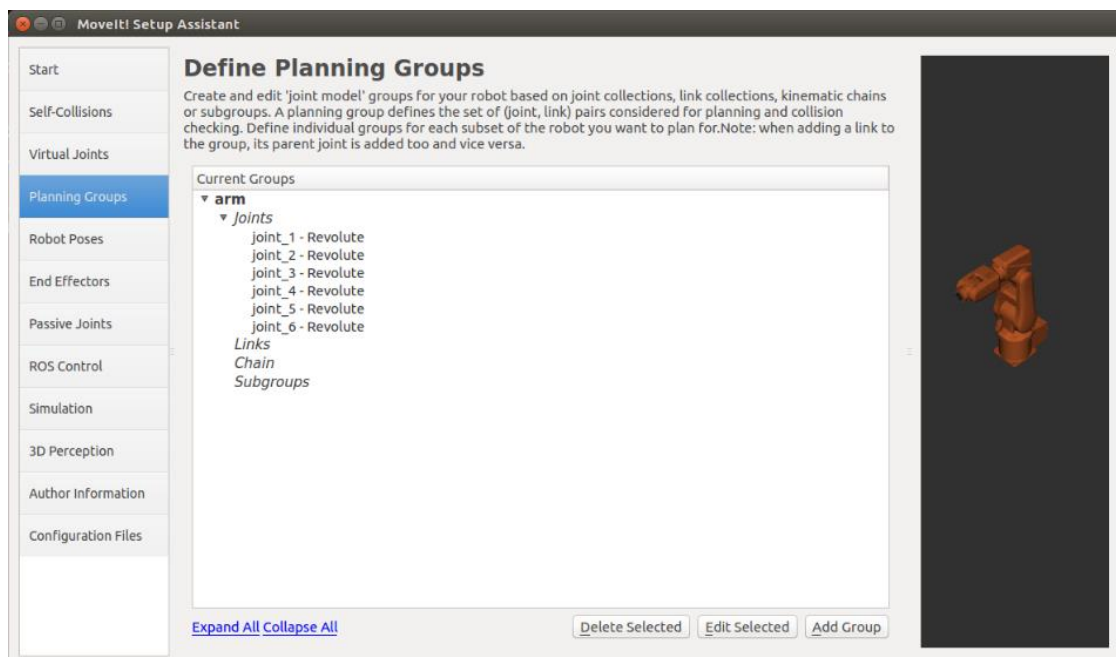 MoveIt! Setup Assistant
Start
Self-Collisions
Virtual Joints
Planning Groups
Robot Poses
End Effectors
Passive Joints
ROS Control
Simulation
3D Perception
Author Information
Configuration Files
Define Planning Groups
Create and edit 'joint model' groups for your robot based on joint collections, link collections, kinematic chains
or subgroups. A planning group defines the set of (joint, link) pairs considered for planning and collision
checking. Define individual groups for each subset of the robot you want to plan for.Note: when adding a link to
the group, its parent joint is added too and vice versa.
Current Groups
arm
Joints
joint_1 - Revolute
joint_2 - Revolute
joint_3 - Revolute
joint_4 - Revolute
joint_5 - Revolute
joint_6 - Revolute
Links
Chain
Subgroups
Expand All Collapse All
Delete Selected
Edit Selected
Add Group